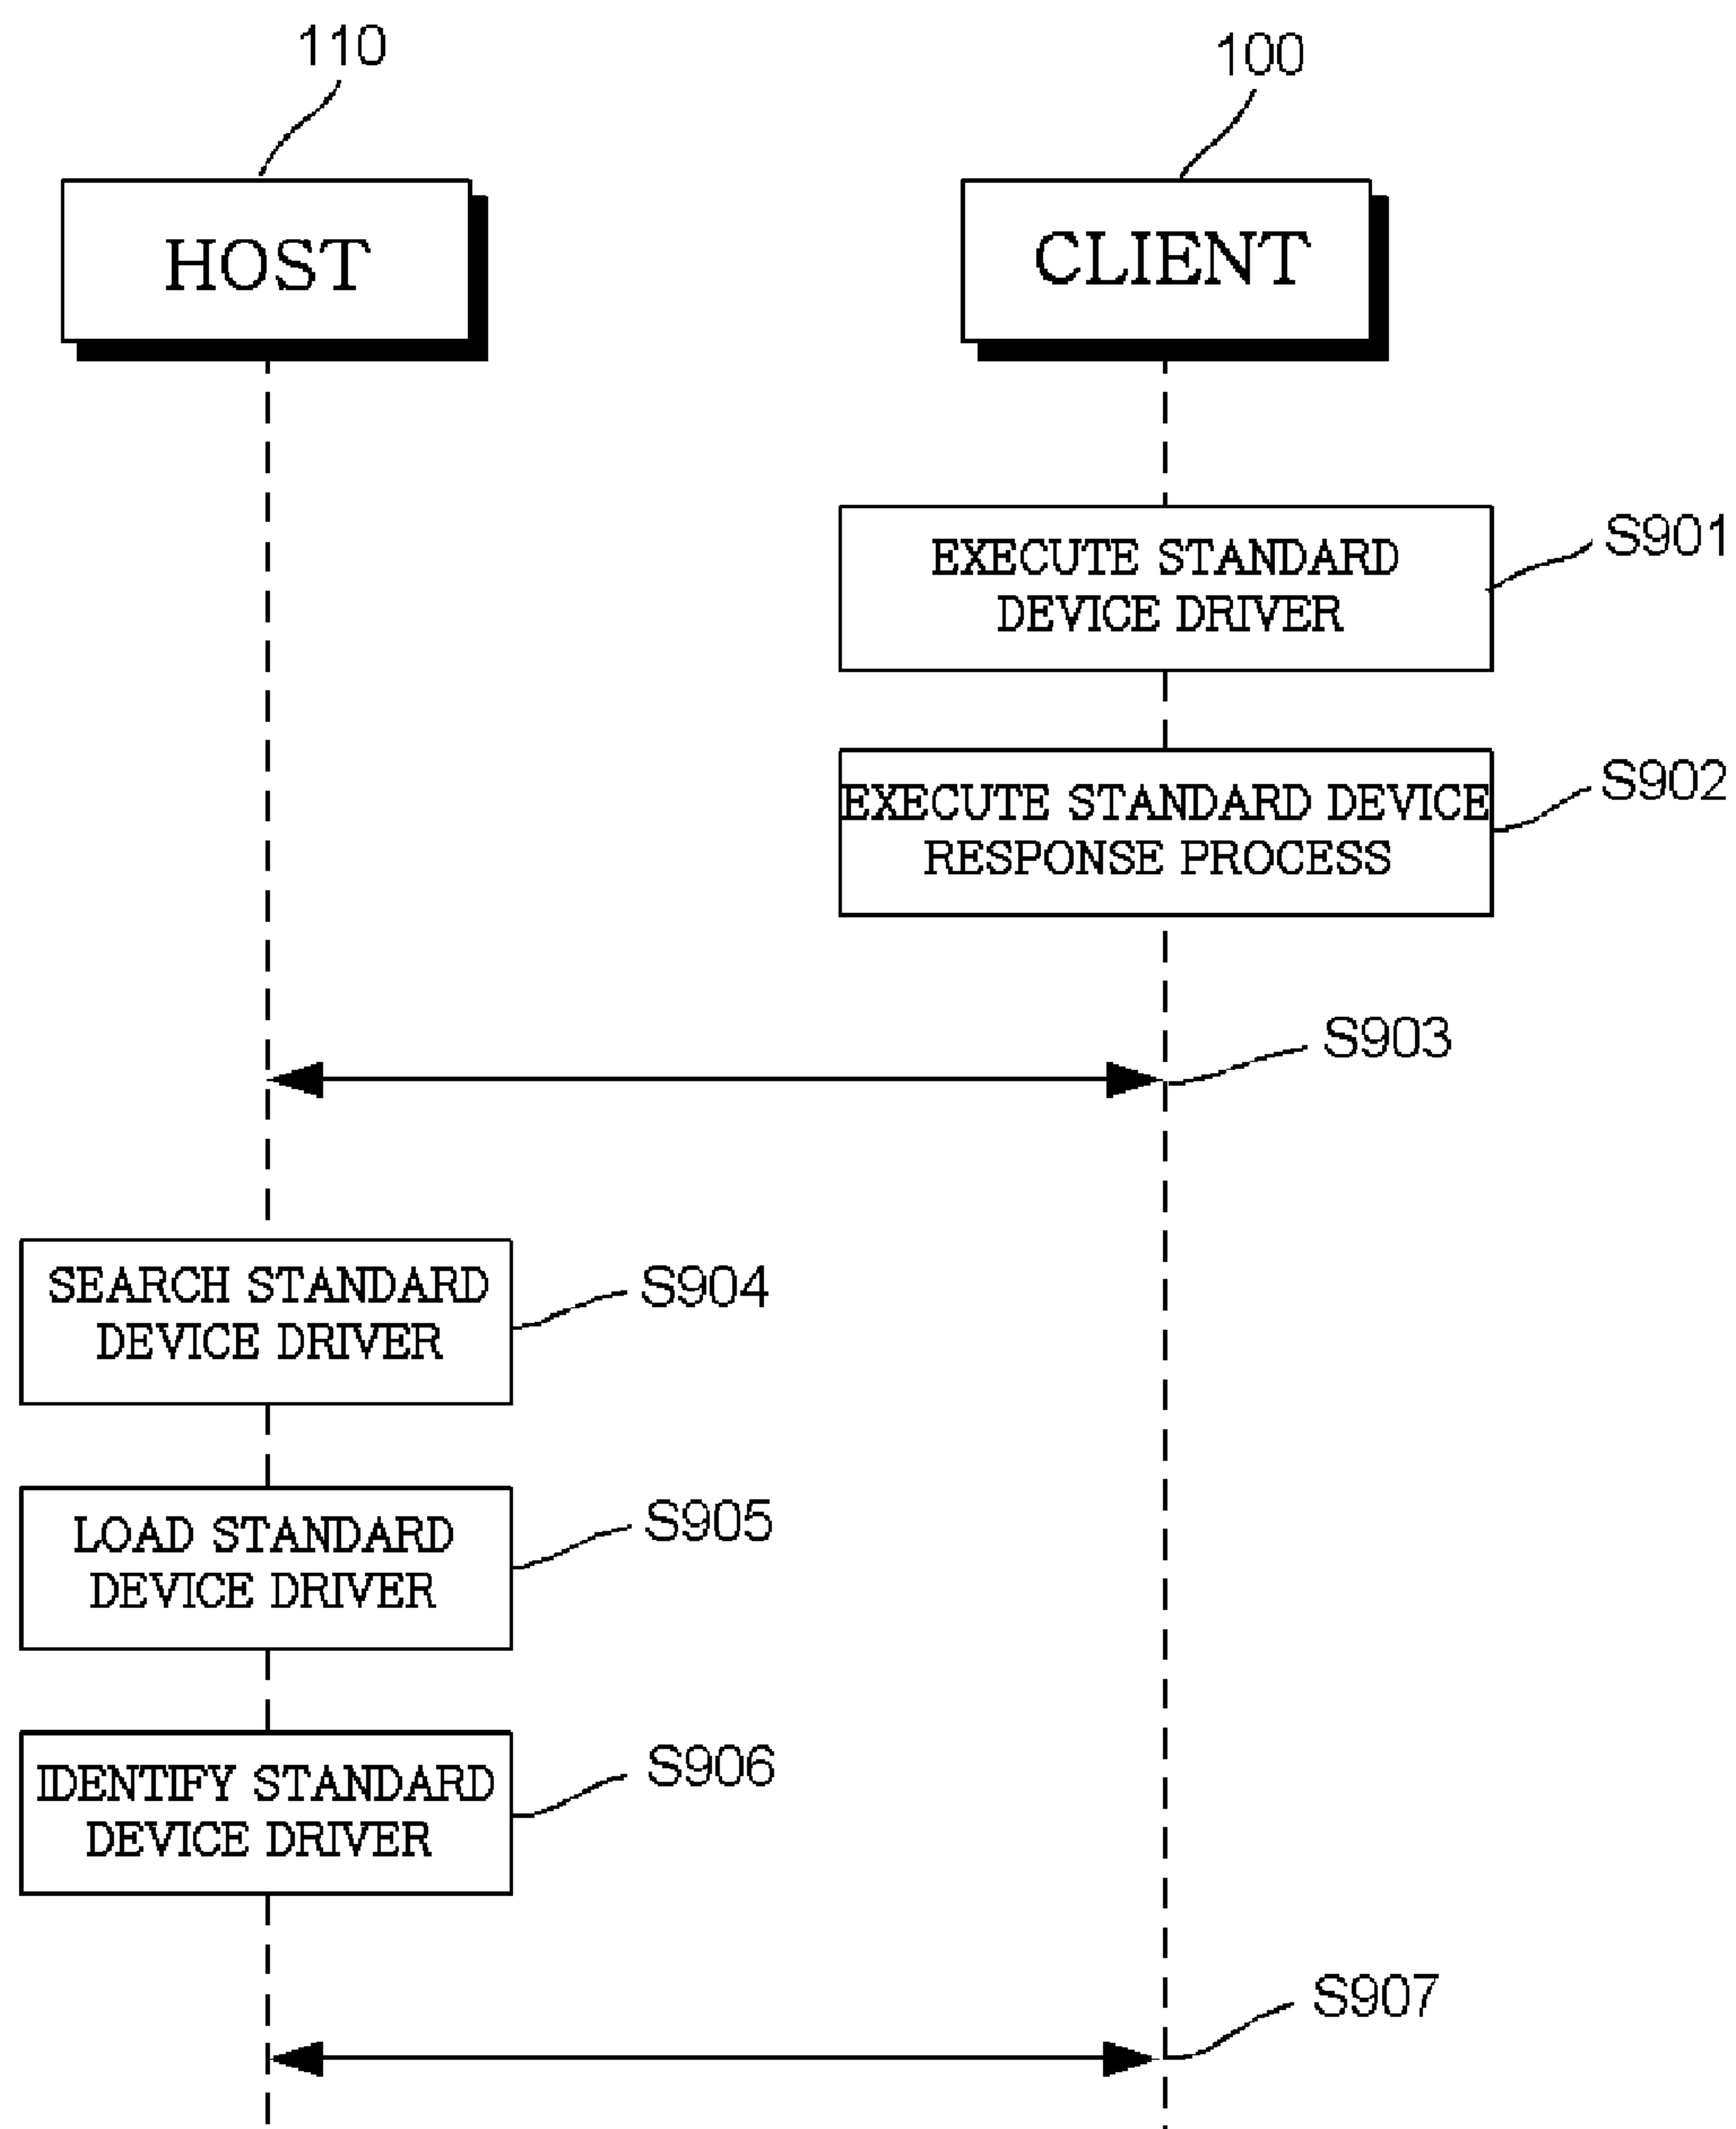 110
100
HOST
CLIENT
EXECUTE STANDARD
DEVICE DRIVER
S901
EXECUTE STANDARD DEVICE
RESPONSE PROCESS
S902
S903
SEARCH STANDARD
DEVICE DRIVER
S904
LOAD STANDARD
DEVICE DRIVER
S905
IDENTIFY STANDARD
DEVICE DRIVER
S906
S907